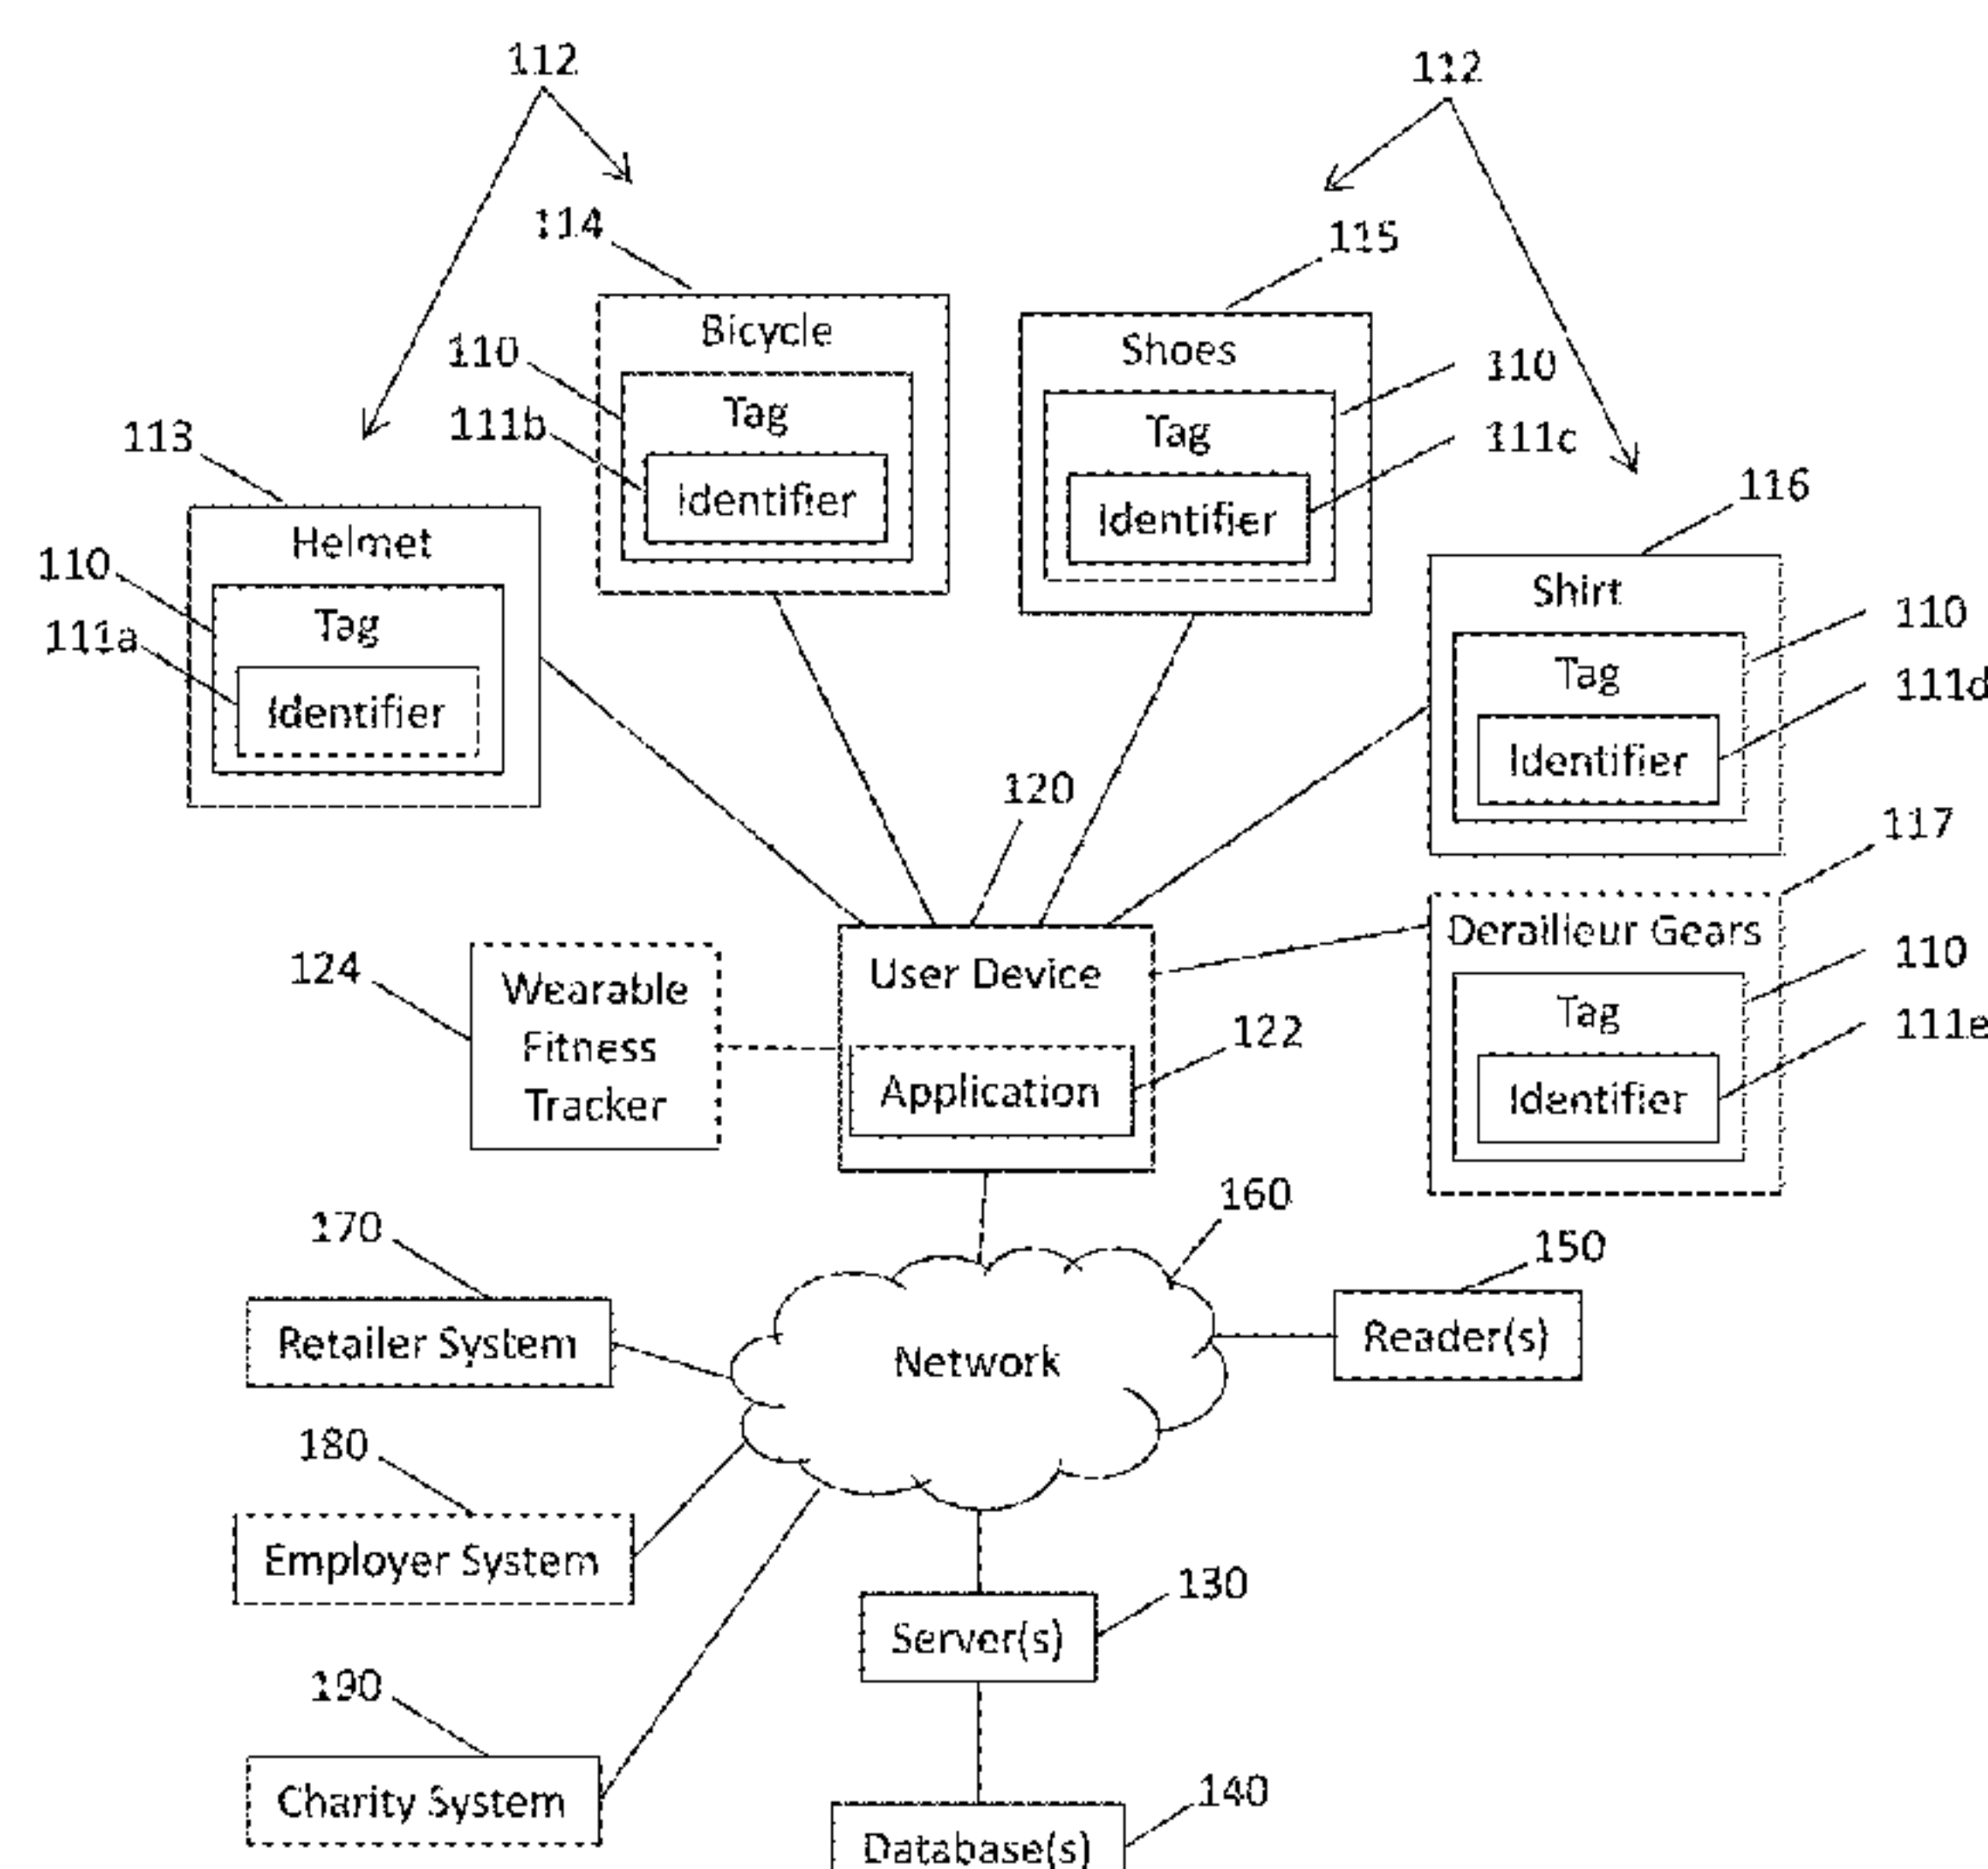 112
112
114
115
Bicycle
Shoes
110
Tag
110
Tag
111b
111c
113
Identifier
Identifier
116
Helmet
Shirt
110
110
Tag
Tag
111a
111d
Identifier
Identifier
120
117
Derailleur Gears
User Device
110
124
Wearable
Fitness
Tracker
Tag
122
111e
Application
Identifier
160
170
150
Retailer System
Network
Reader(s)
180
Employer System
130
Server(s)
190
Charity System
140
Database(s)